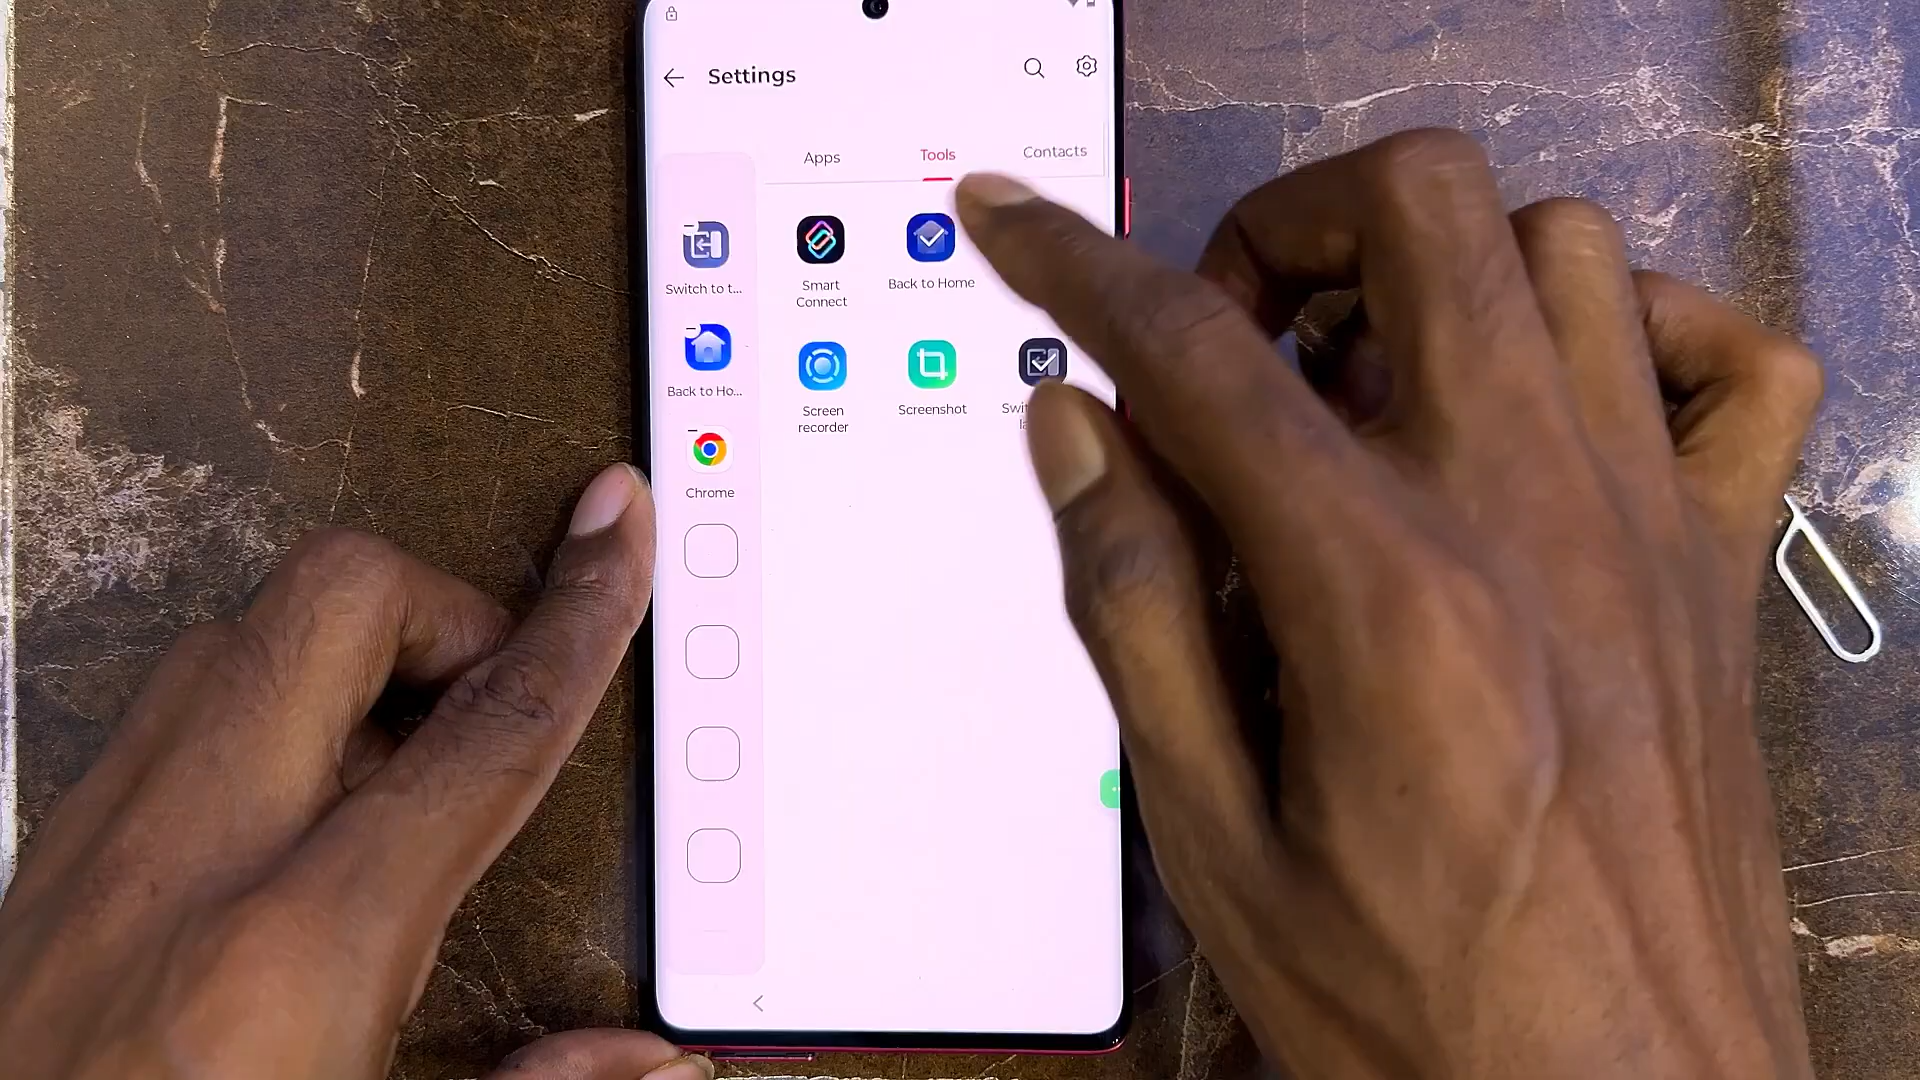 Settings
Apps
Tools
Contacts
Switch to t...
Back to Ho...
Chrome
Smart
Connect
Back to Home
Screen
recorder
Screenshot